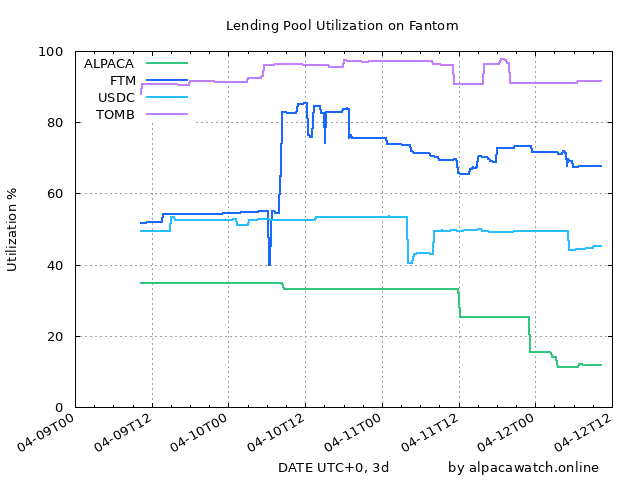 Lending Pool Utilization on Fantom
100
80
60
40
20
0
Utilization %
ALPACA
FTM
USDC
TOMB
04-09T00
04-09T12
04-10T00
04-10T12
04-11T00
04-11T12
04-12T00
04-12T12
DATE UTC+0, 3d
by alpacawatch.online